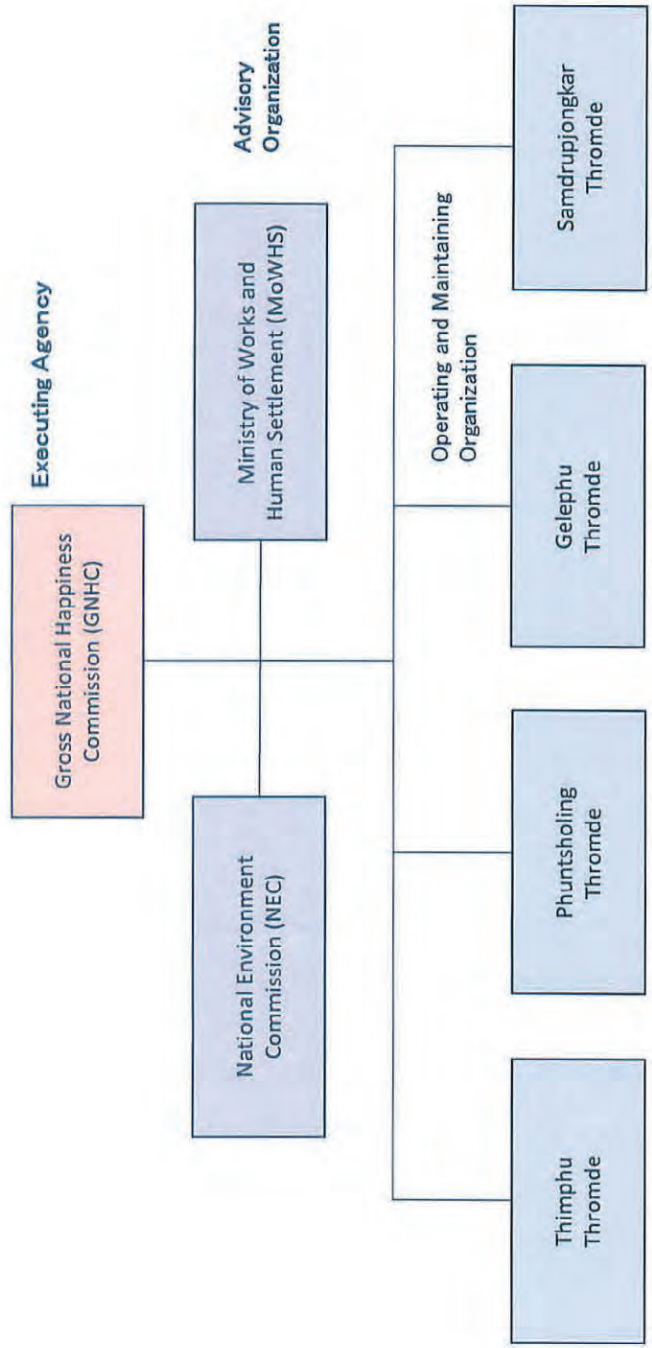 Executing Agency
Gross National Happiness
Commission (GNHC)
Advisory
Organization
National Environment
Commission (NEC)
Ministry of Works and
Human Settlement (MoWHS)
Operating and Maintaining
Organization
Thimphu
Thromde
Phuntsholing
Thromde
Gelephu
Thromde
Samdrupjongkar
Thromde